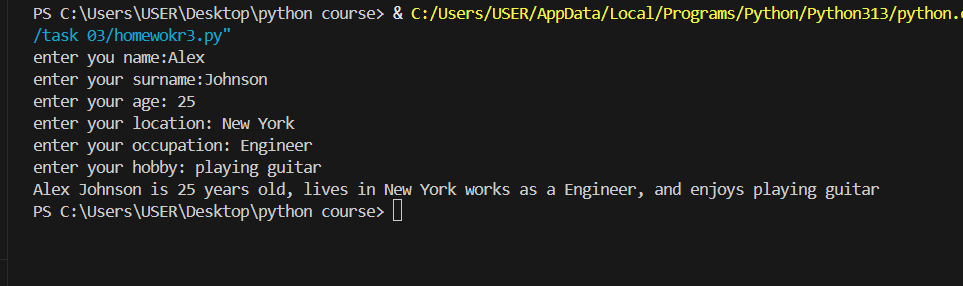 PS C:\Users\USER\Desktop\python course> & C:/Users/USER/AppData/Local/Programs/Python/Python313/python.
/task 03/homewokr3.py"
enter you name:Alex
enter your surname:Johnson
enter your age: 25
enter your location: New York
enter your occupation: Engineer
enter your hobby: playing guitar
Alex Johnson is 25 years old, lives in New York works as a Engineer, and enjoys playing guitar
PS C:\Users\USER\Desktop\python course>